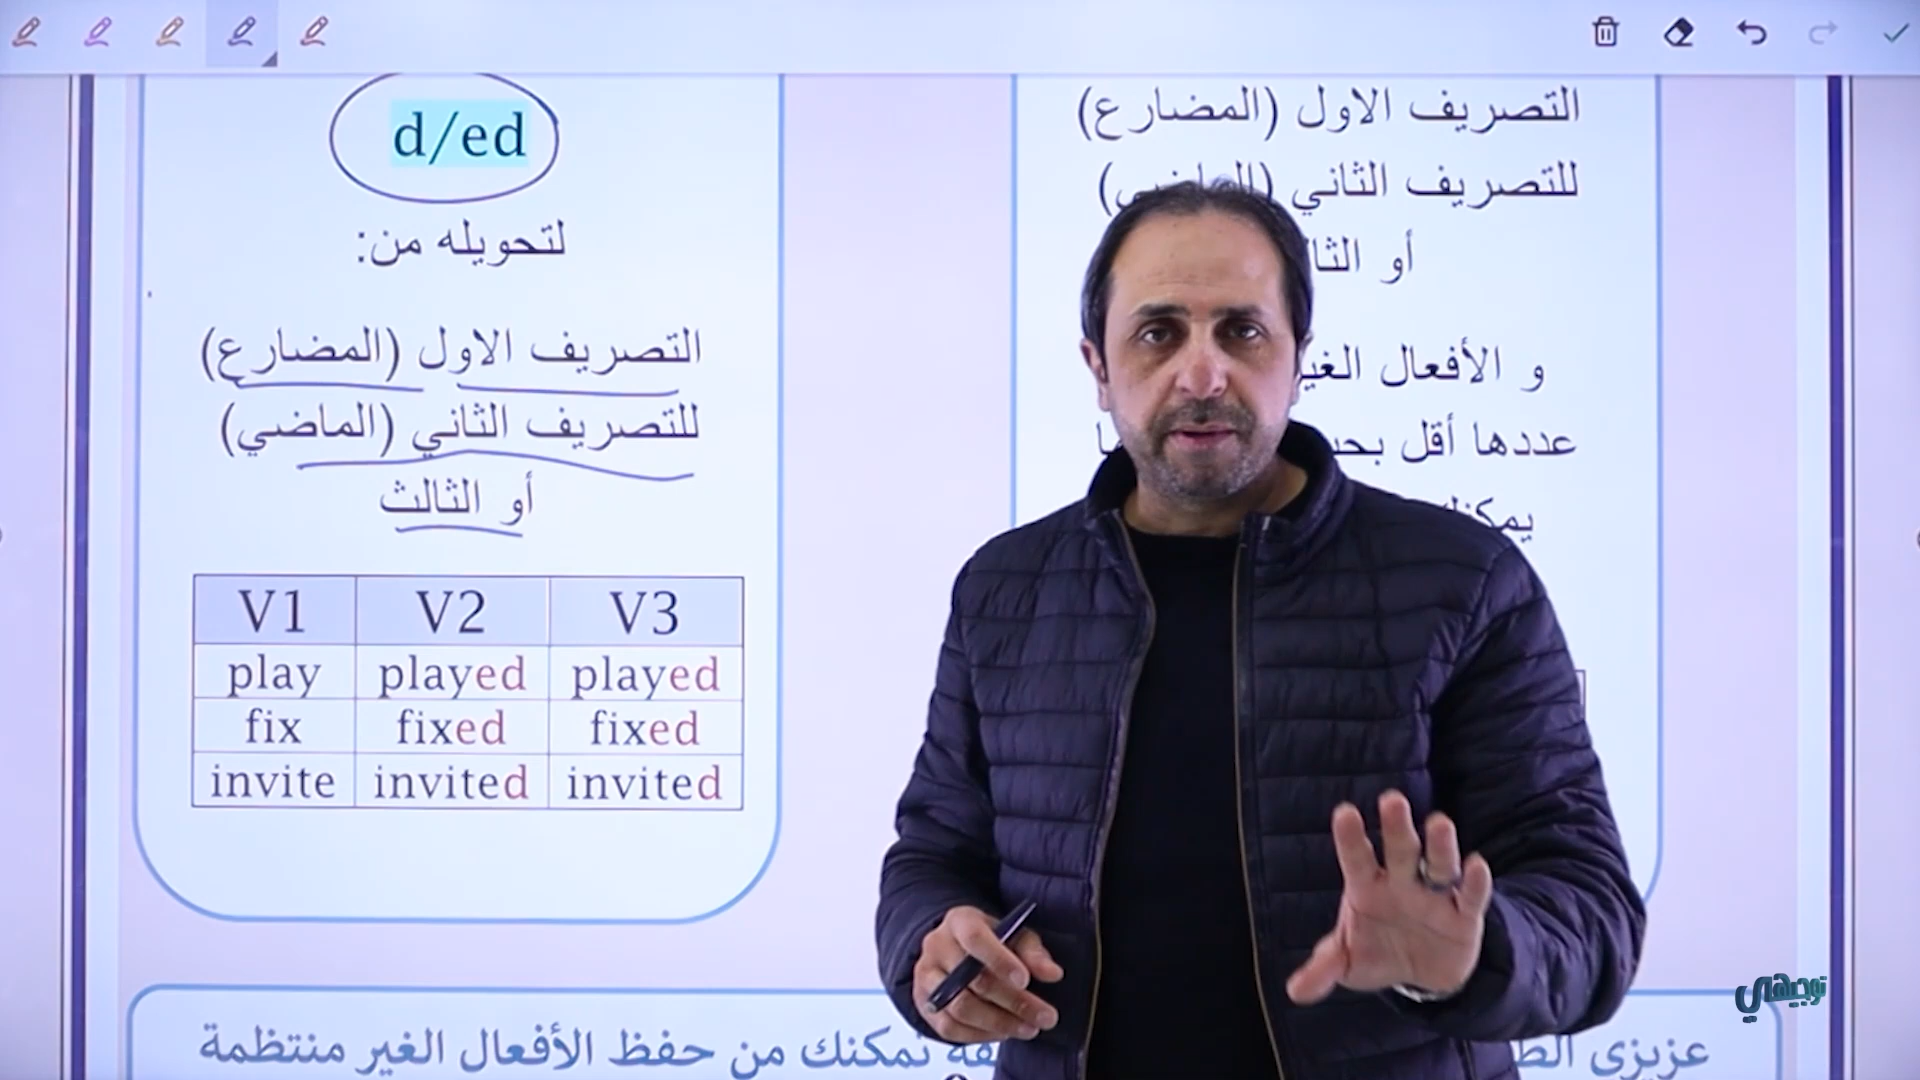 d/ed
لتحويله من:
التصريف الاول (المضارع)
للتصريف الثاني (الماضي)
أو الثالث
V1 V2 V3
play played played
fix fixed fixed
invite invited invited
التصريف الاول (المضارع)
للتصريف الثاني
أو
و الأفعال
عددها أقل
عزيزي تمكنك من حفظ الأفعال الغير منتظمة
توجيهي